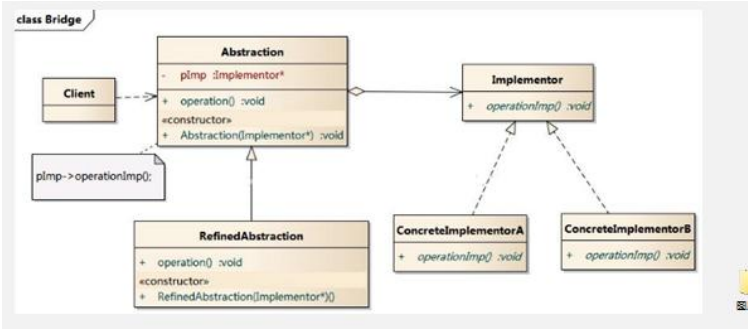 class Bridge
Abstraction
- pImp :Implementor*
+ operation() :void
«constructor»
+ Abstraction(Implementor*) :void
Client
Implementor
+ operationImp() :void
pImp->operationImp();
RefinedAbstraction
+ operation() :void
«constructor»
+ RefinedAbstraction(Implementor*)()
ConcreteImplementorA
+ operationImp() :void
ConcreteImplementorB
+ operationImp() :void